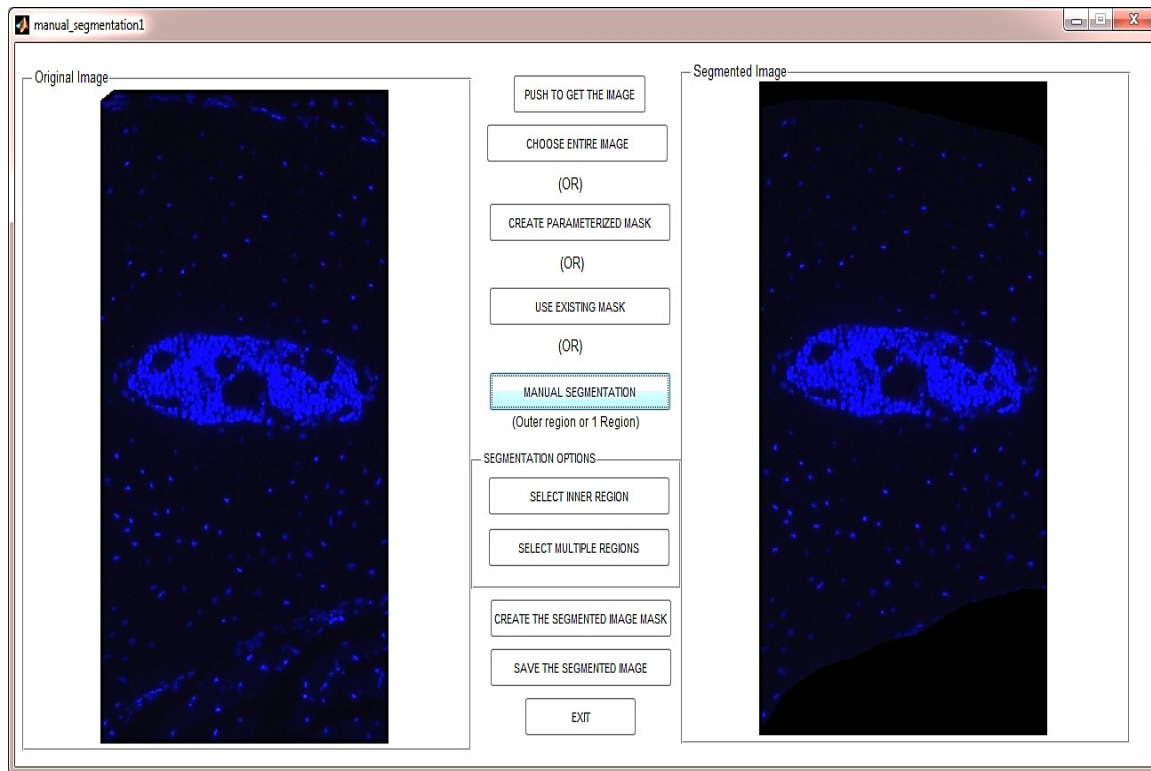 manual_segmentation1
Original Image
PUSH TO GET THE IMAGE
CHOOSE ENTIRE IMAGE
(OR)
CREATE PARAMETERIZED MASK
(OR)
USE EXISTING MASK
(OR)
MANUAL SEGMENTATION
(Outer region or 1 Region)
SEGMENTATION OPTIONS
SELECT INNER REGION
SELECT MULTIPLE REGIONS
CREATE THE SEGMENTED IMAGE MASK
SAVE THE SEGMENTED IMAGE
EXIT
Segmented Image